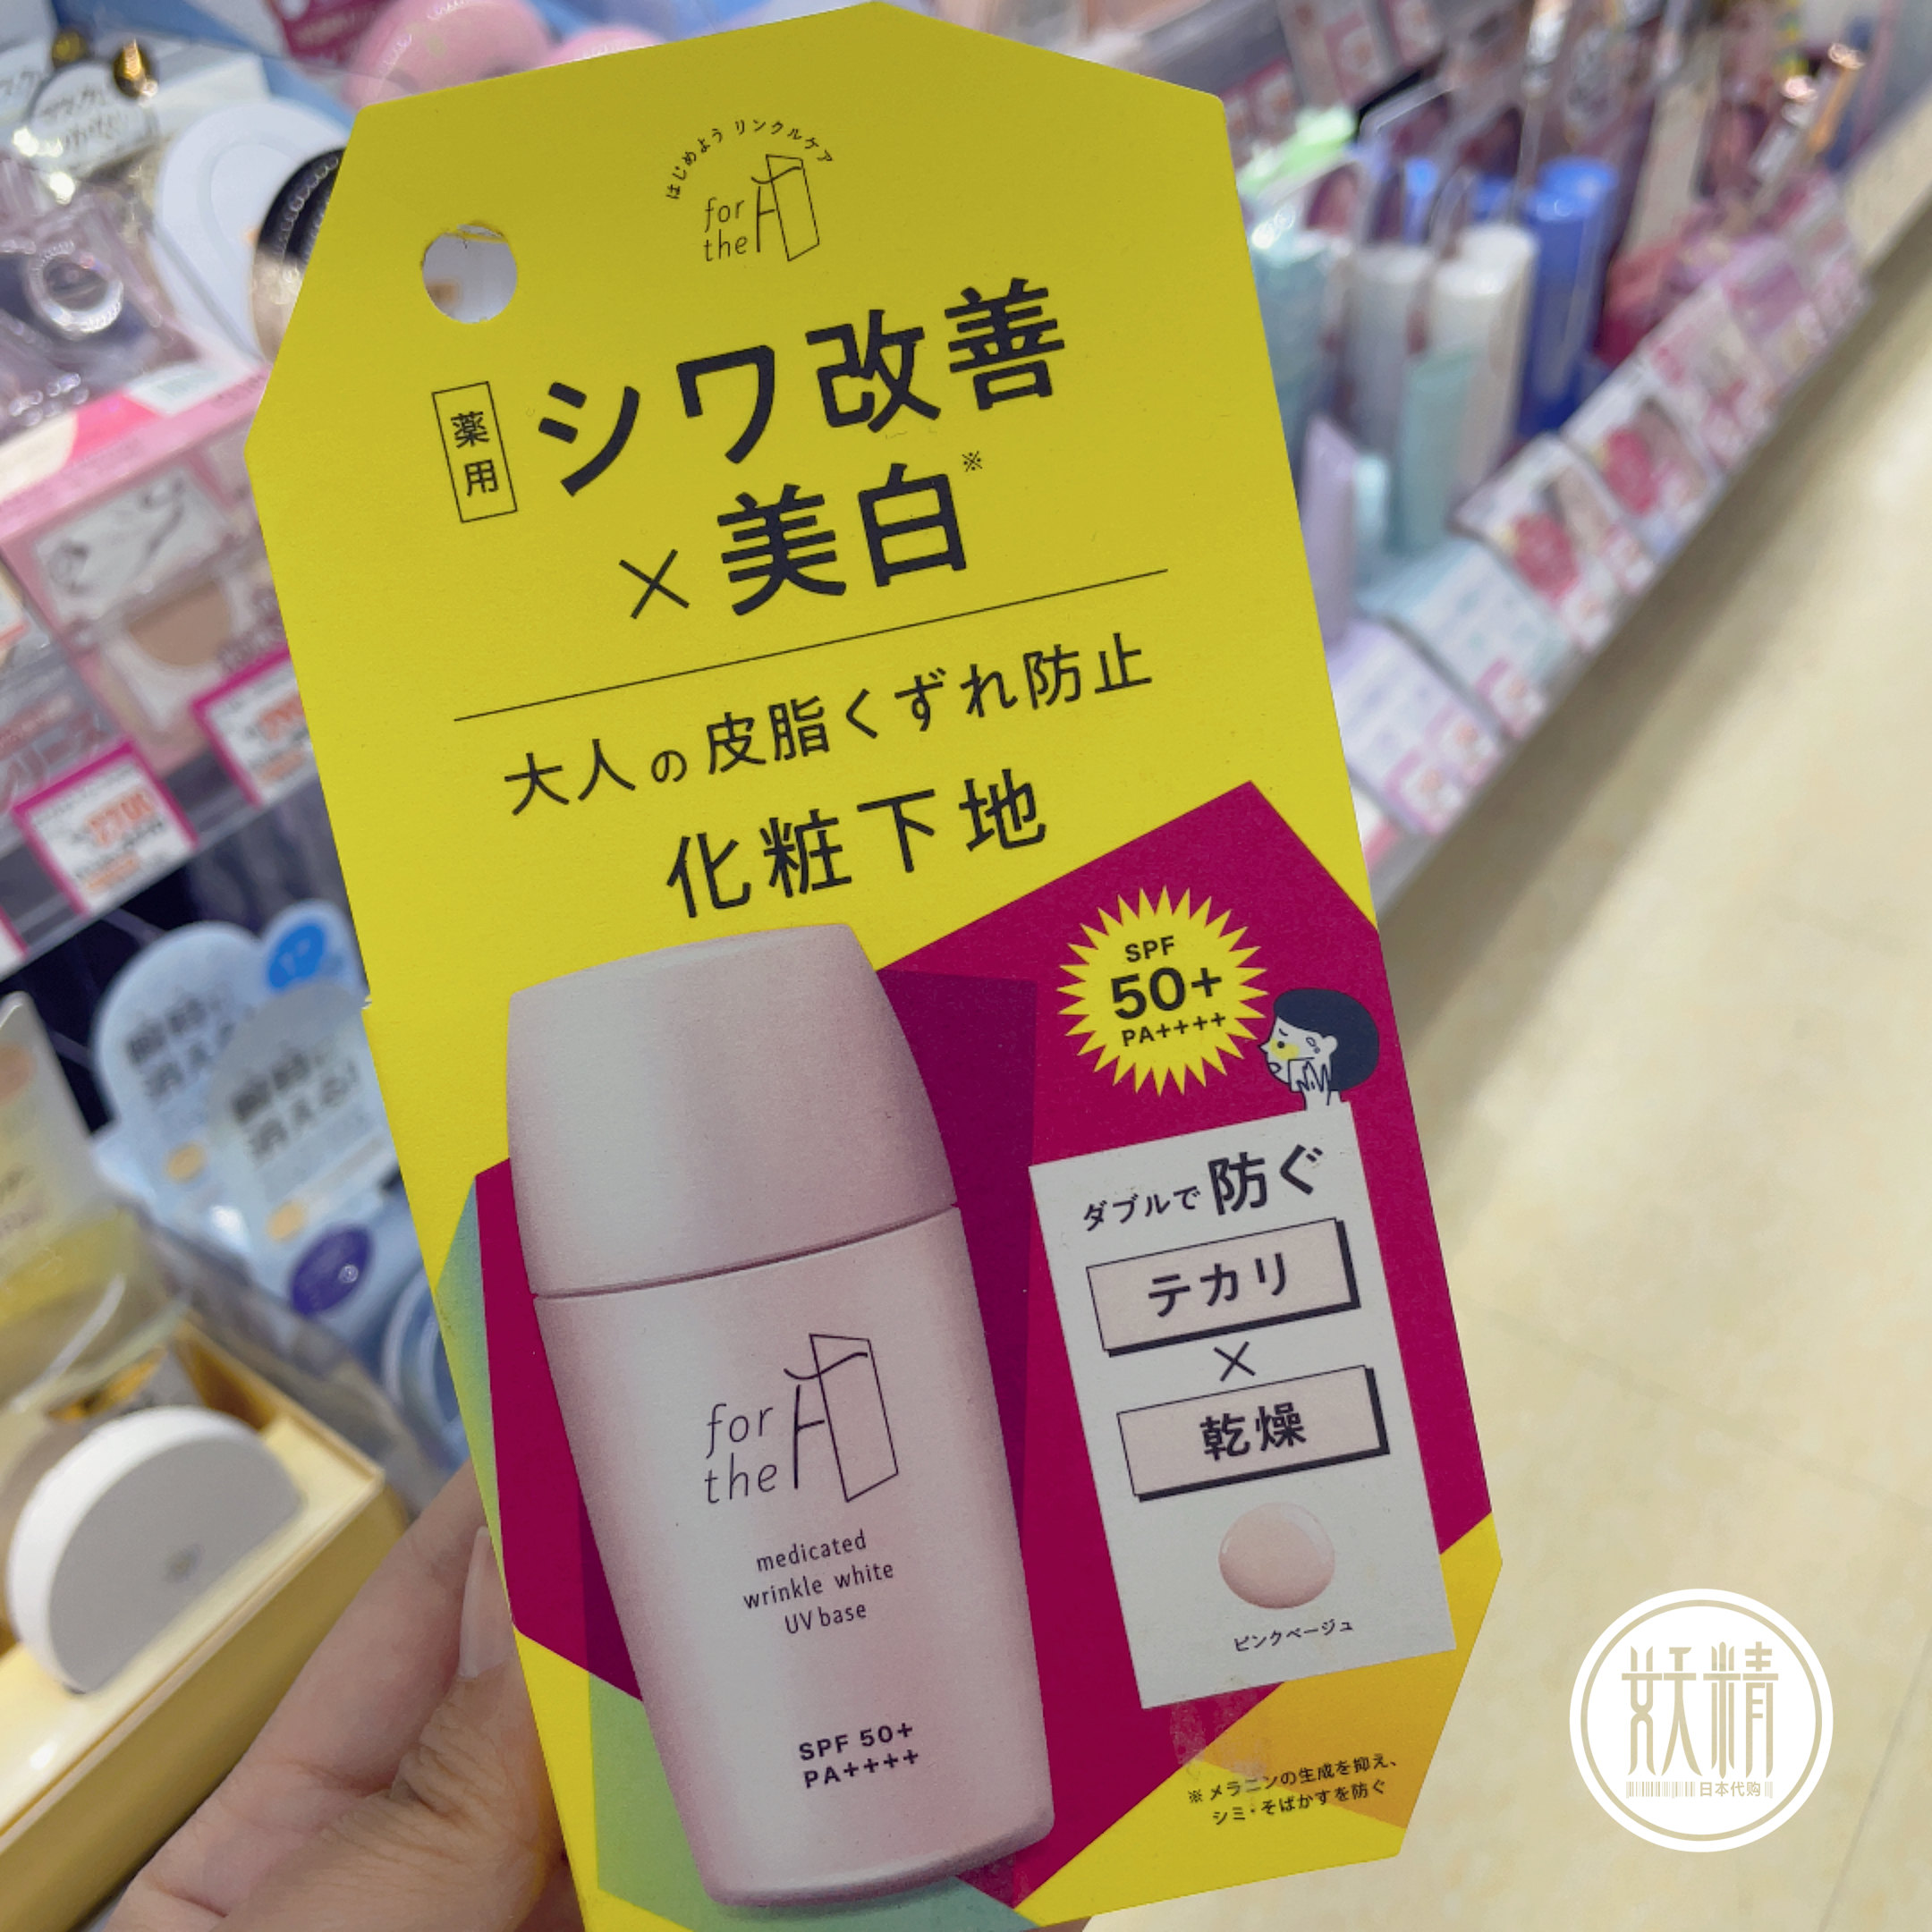 はじめよう リンクルケア
for
the
薬用
シワ改善
×美白※
大人の皮脂くずれ防止
化粧下地
SPF
50+
PA++++
ダブルで防ぐ
テカリ
×
乾燥
ピンクベージュ
for
the
medicated
wrinkle white
UV base
SPF 50+
PA++++
※メラニンの生成を抑え、
シミ・そばかすを防ぐ
妖精
日本代购